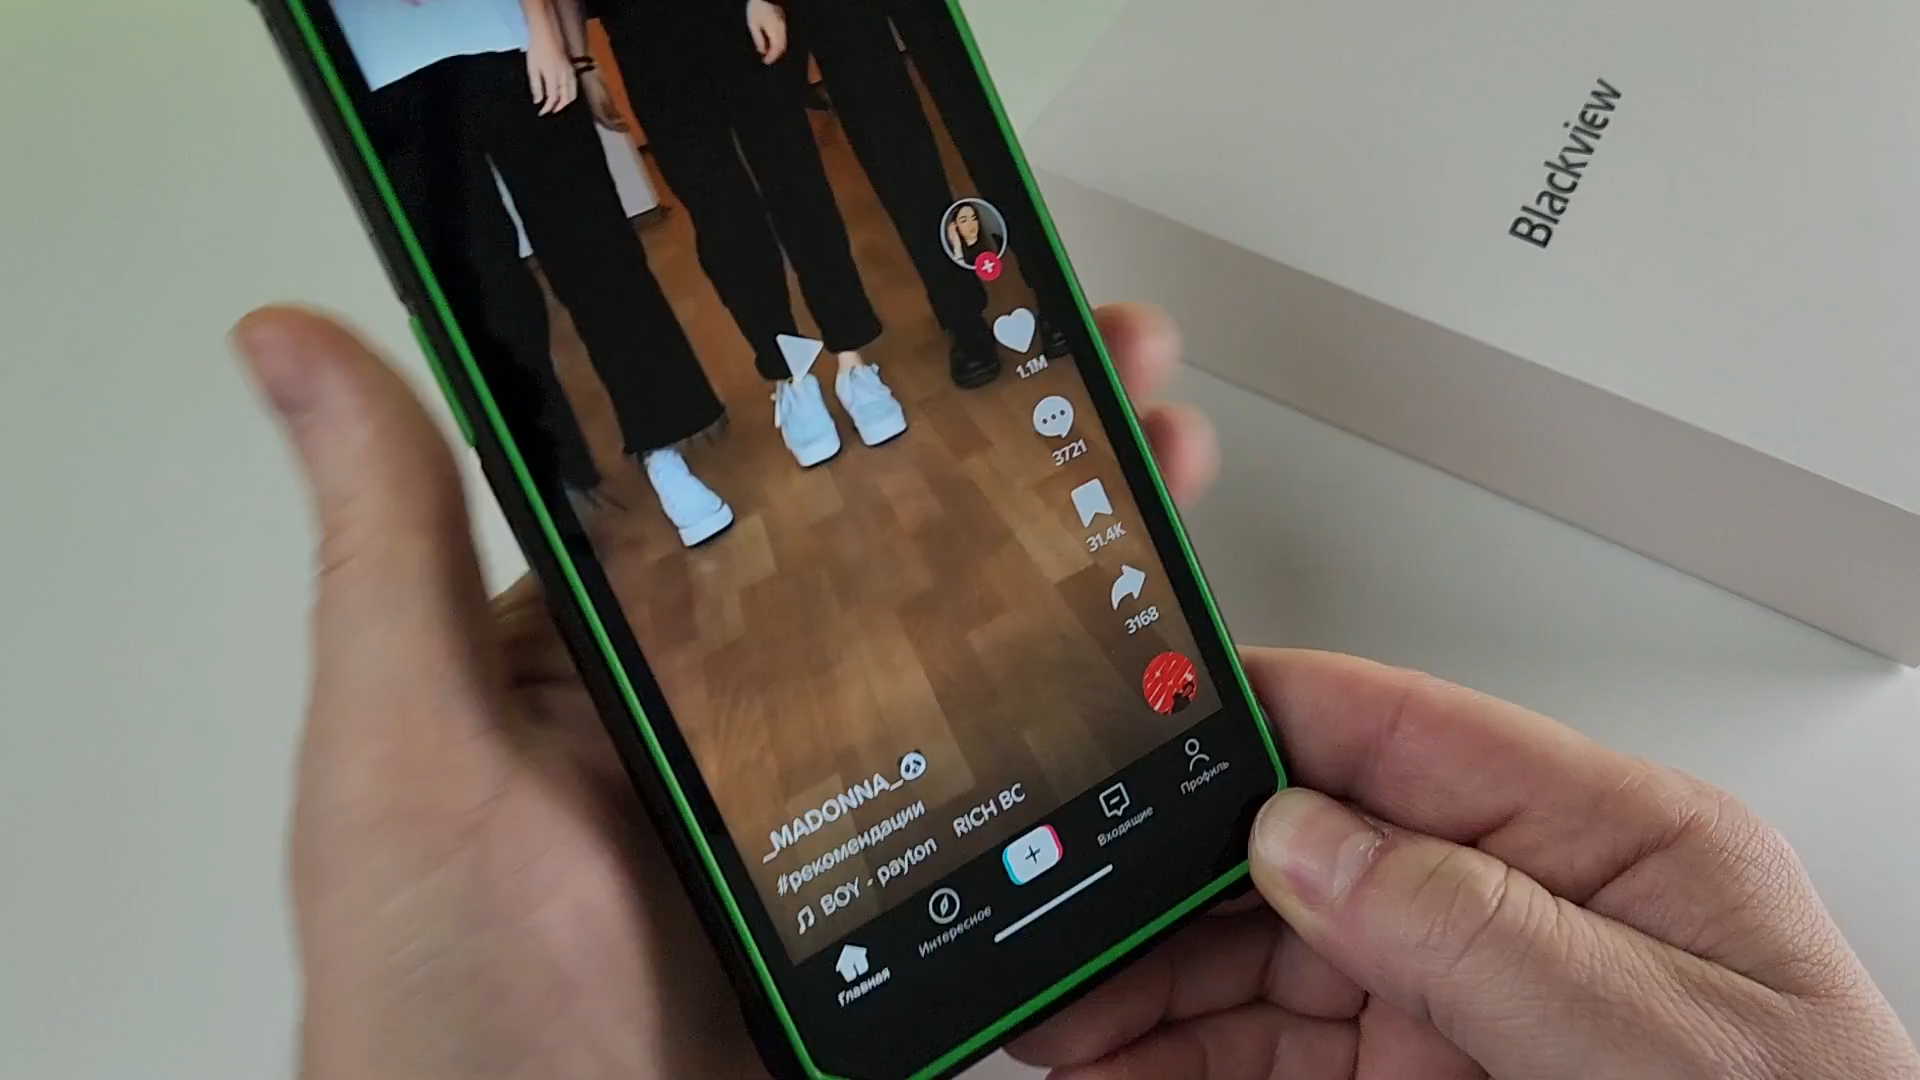 Blackview
1.1M
3721
31.4K
3168
_MADONNA_🐼
#рекомендации
BOY - payton RICH BC
Главная
Интересное
Входящие
Профиль